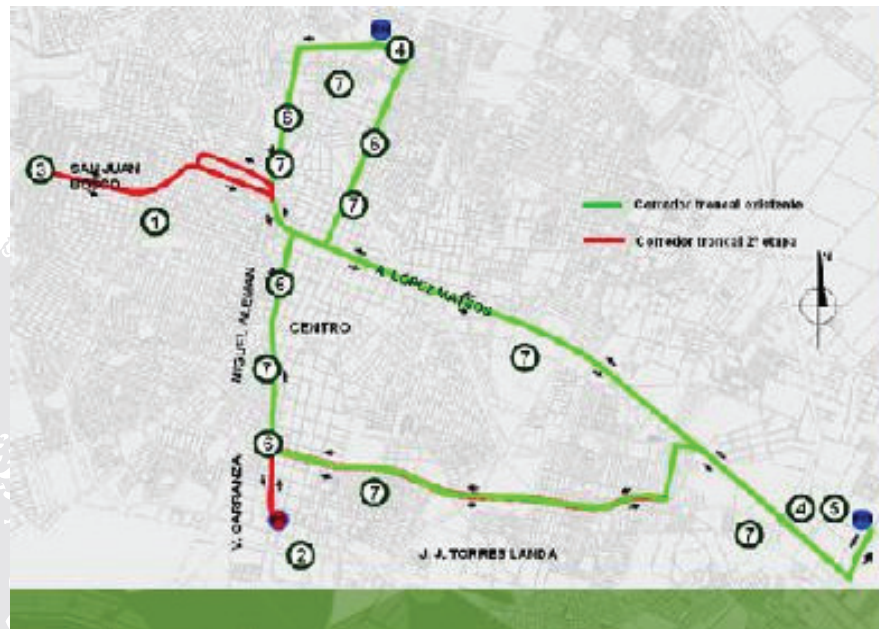 4
7
6
6
7
3
SAN JUAN
BOSCO
1
7
Corredor troncal existente
Corredor troncal 2ª etapa
N
A. LÓPEZ MATEOS
6
MIGUEL ALEMAN
CENTRO
7
7
6
7
V. CARRANZA
4
5
7
2
J. J. TORRES LANDA